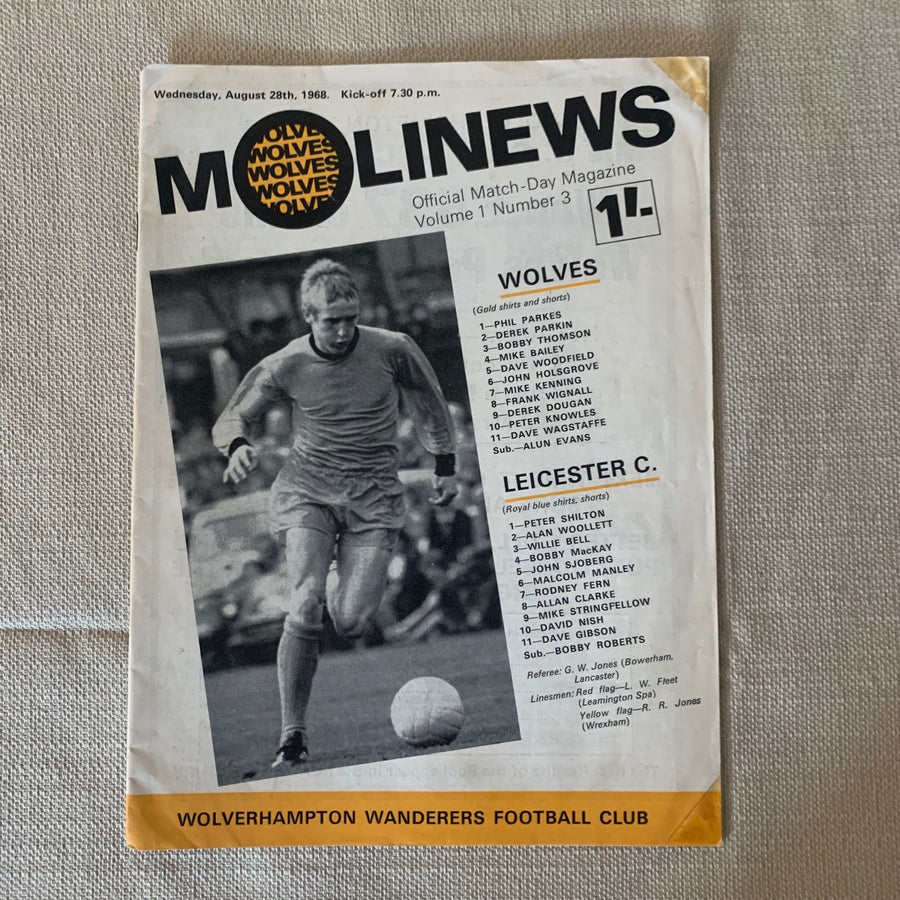 Wednesday, August 28th, 1968. Kick-off 7.30 p.m.
MOLINEWS
WOLVES
WOLVES
WOLVES
WOLVES
WOLVES
Official Match-Day Magazine
Volume 1 Number 3
1'-
WOLVES
(Gold shirts and shorts)
1—PHIL PARKES
2—DEREK PARKIN
3—BOBBY THOMSON
4—MIKE BAILEY
5—DAVE WOODFIELD
6—JOHN HOLSGROVE
7—MIKE KENNING
8—FRANK WIGNALL
9—DEREK DOUGAN
10—PETER KNOWLES
11—DAVE WAGSTAFFE
Sub.—ALUN EVANS
LEICESTER C.
(Royal blue shirts, shorts)
1—PETER SHILTON
2—ALAN WOOLLETT
3—WILLIE BELL
4—BOBBY MacKAY
5—JOHN SJOBERG
6—MALCOLM MANLEY
7—RODNEY FERN
8—ALLAN CLARKE
9—MIKE STRINGFELLOW
10—DAVID NISH
11—DAVE GIBSON
Sub.—BOBBY ROBERTS
Referee: G. W. Jones (Bowerham,
Lancaster)
Linesmen: Red flag—L. W. Fleet
(Leamington Spa)
Yellow flag—R. R. Jones
(Wrexham)
WOLVERHAMPTON WANDERERS FOOTBALL CLUB